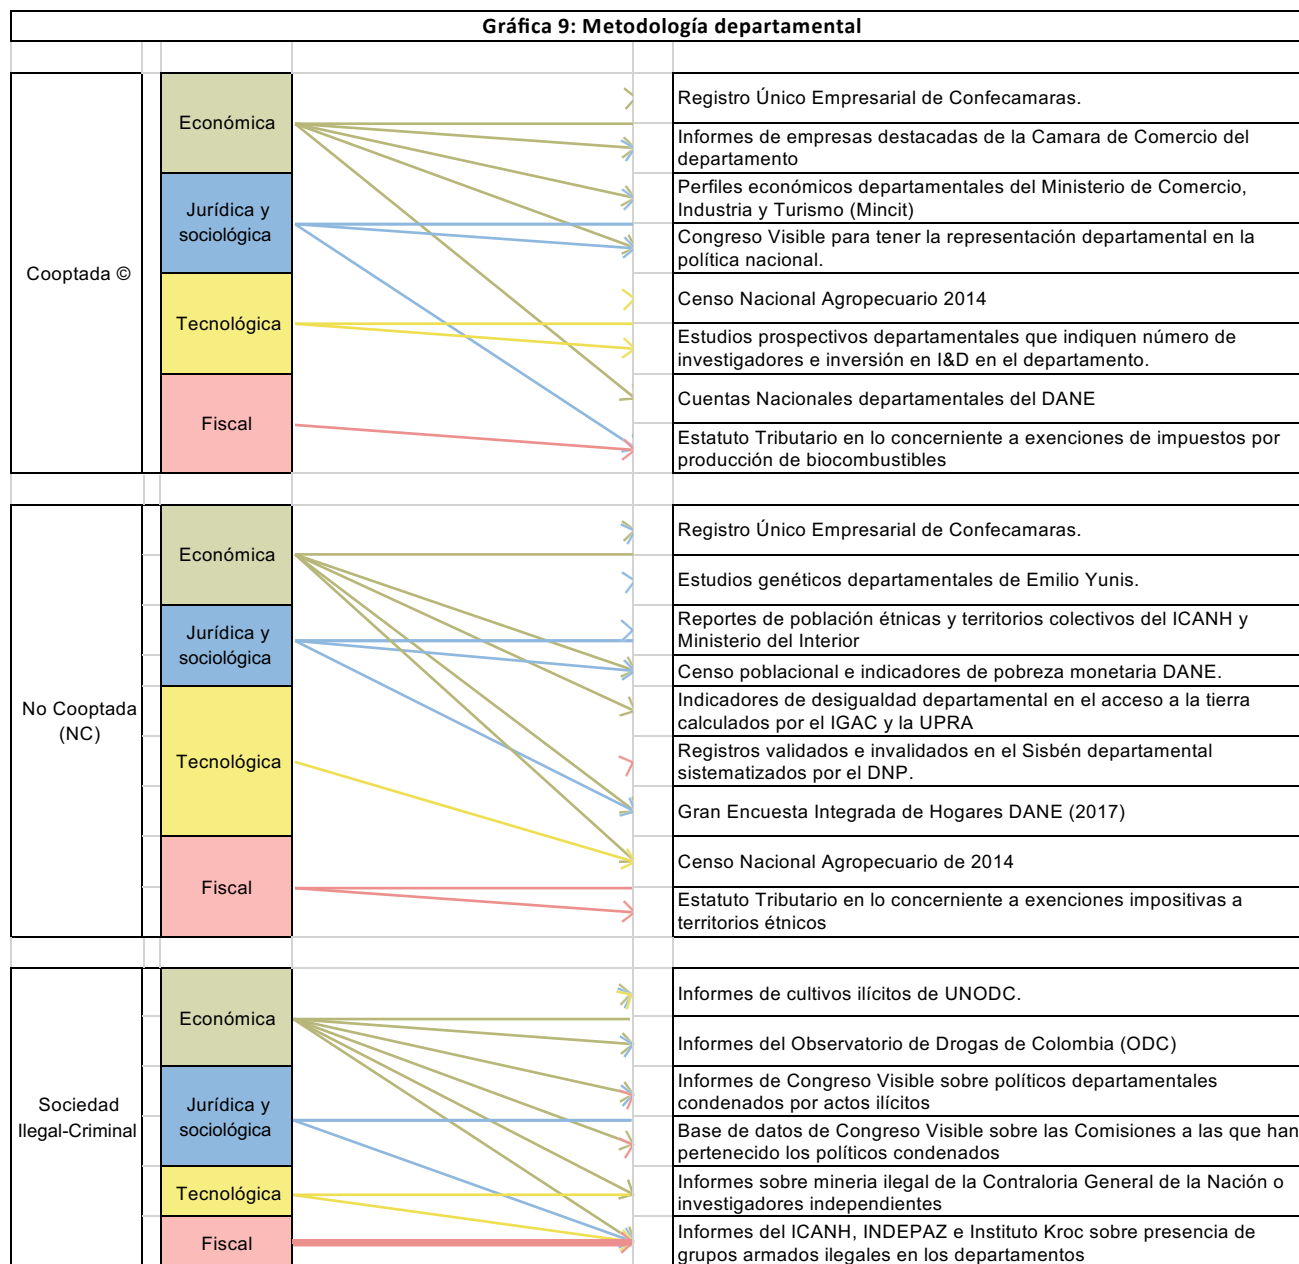 Gráfica 9: Metodología departamental
Cooptada ©
Económica
Jurídica y
sociológica
Tecnológica
Fiscal
Registro Único Empresarial de Confecamaras.
Informes de empresas destacadas de la Camara de Comercio del
departamento
Perfiles económicos departamentales del Ministerio de Comercio,
Industria y Turismo (Mincit)
Congreso Visible para tener la representación departamental en la
política nacional.
Censo Nacional Agropecuario 2014
Estudios prospectivos departamentales que indiquen número de
investigadores e inversión en I&D en el departamento.
Cuentas Nacionales departamentales del DANE
Estatuto Tributario en lo concerniente a exenciones de impuestos por
producción de biocombustibles
No Cooptada
(NC)
Económica
Jurídica y
sociológica
Tecnológica
Fiscal
Registro Único Empresarial de Confecamaras.
Estudios genéticos departamentales de Emilio Yunis.
Reportes de población étnicas y territorios colectivos del ICANH y
Ministerio del Interior
Censo poblacional e indicadores de pobreza monetaria DANE.
Indicadores de desigualdad departamental en el acceso a la tierra
calculados por el IGAC y la UPRA
Registros validados e invalidados en el Sisbén departamental
sistematizados por el DNP.
Gran Encuesta Integrada de Hogares DANE (2017)
Censo Nacional Agropecuario de 2014
Estatuto Tributario en lo concerniente a exenciones impositivas a
territorios étnicos
Sociedad
Ilegal-Criminal
Económica
Jurídica y
sociológica
Tecnológica
Fiscal
Informes de cultivos ilícitos de UNODC.
Informes del Observatorio de Drogas de Colombia (ODC)
Informes de Congreso Visible sobre políticos departamentales
condenados por actos ilícitos
Base de datos de Congreso Visible sobre las Comisiones a las que han
pertenecido los políticos condenados
Informes sobre mineria ilegal de la Contraloria General de la Nación o
investigadores independientes
Informes del ICANH, INDEPAZ e Instituto Kroc sobre presencia de
grupos armados ilegales en los departamentos